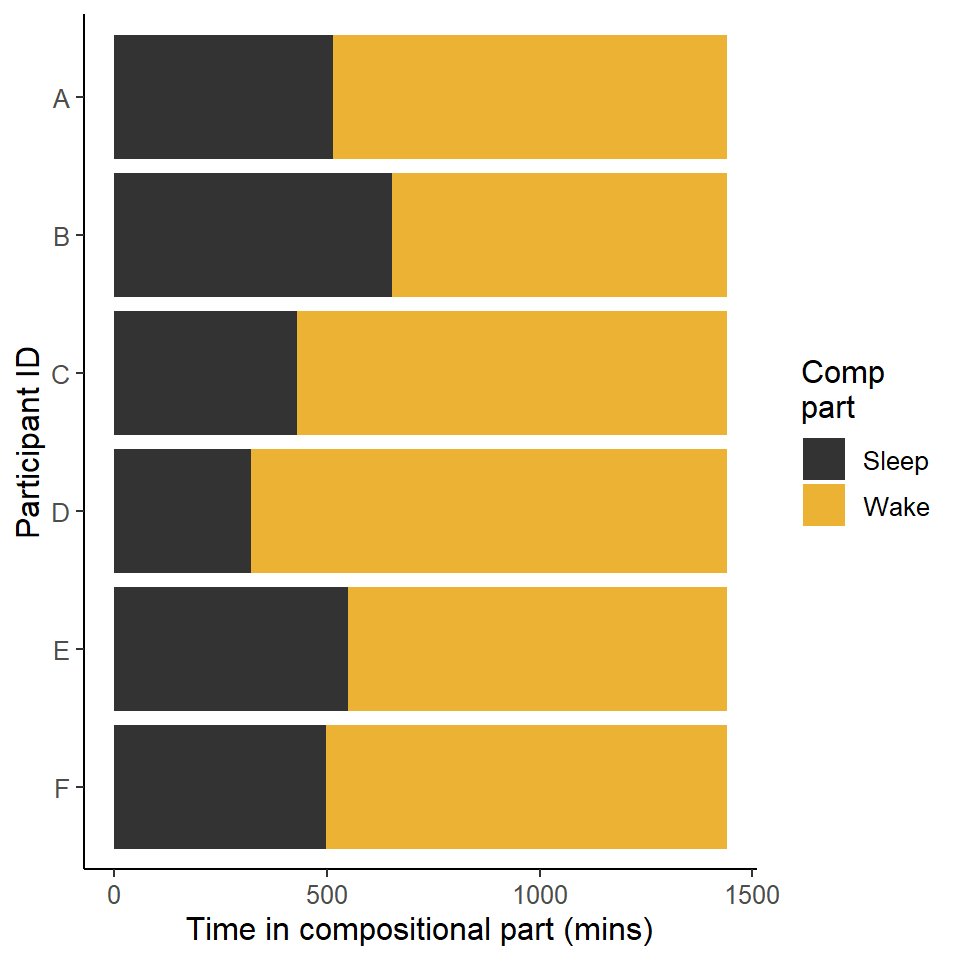 A
B
C
D
E
F
Participant ID
0 500 1000 1500
Time in compositional part (mins)
Comp
part
Sleep
Wake